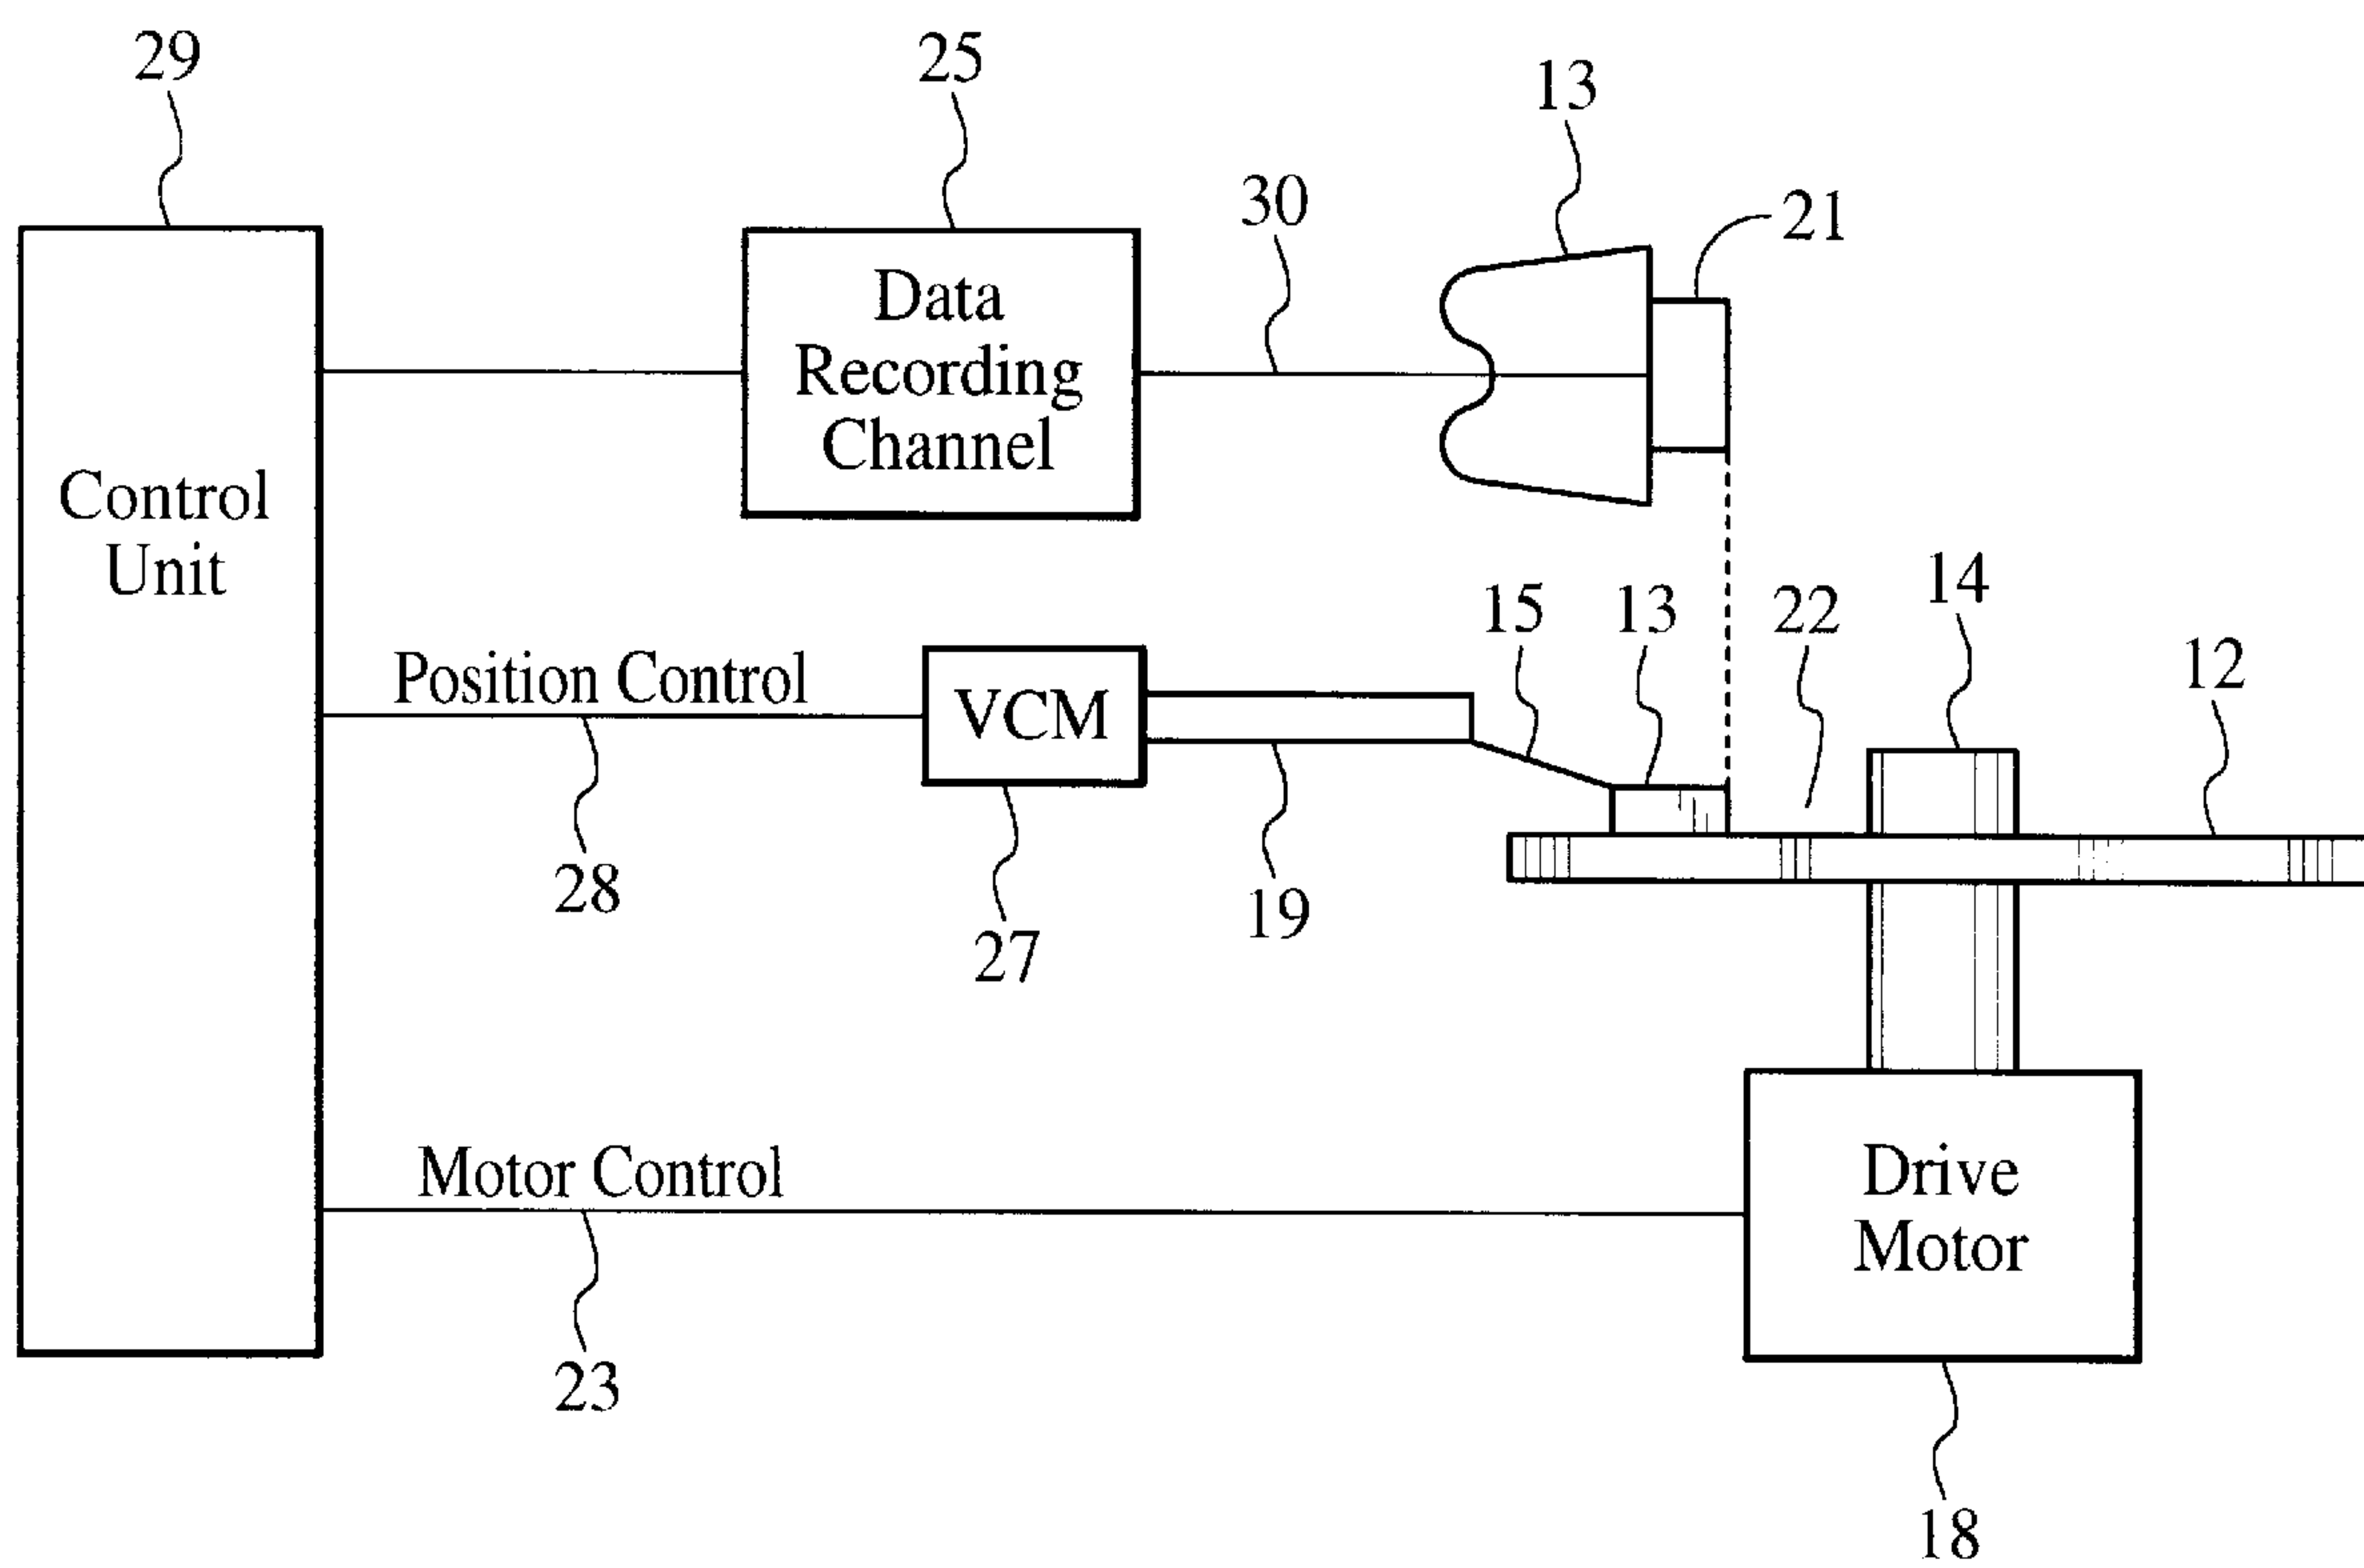 29
25
13
30
21
Data
Recording
Channel
Control
Unit
14
15
13
22
12
Position Control
VCM
28
19
27
Motor Control
Drive
Motor
23
18